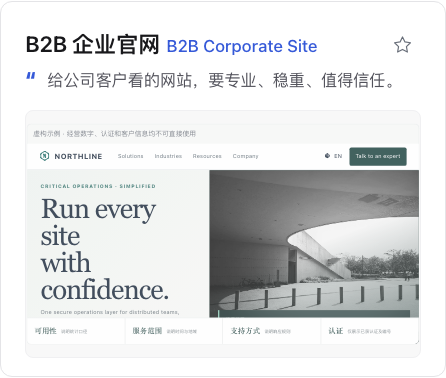 B2B 企业官网 B2B Corporate Site
“ 给公司客户看的网站，要专业、稳重、值得信任。
虚构示例 · 经营数字、认证和客户信息均不可直接使用
NORTHLINE Solutions Industries Resources Company EN Talk to an expert
CRITICAL OPERATIONS · SIMPLIFIED
Run every
site
with
confidence.
One secure operations layer for distributed teams,
可用性 服务范围 支持方式 认证